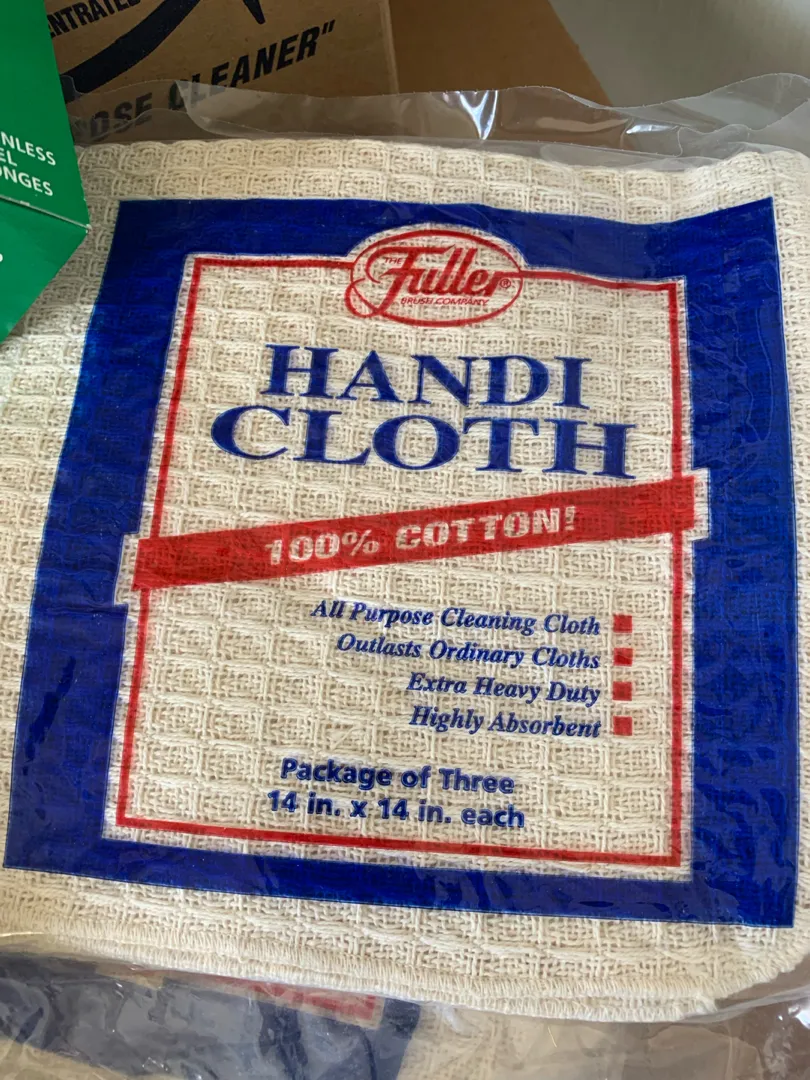 CLEANER"
THE
Fuller®
BRUSH COMPANY
HANDI
CLOTH
100% COTTON!
All Purpose Cleaning Cloth
Outlasts Ordinary Cloths
Extra Heavy Duty
Highly Absorbent
Package of Three
14 in. x 14 in. each